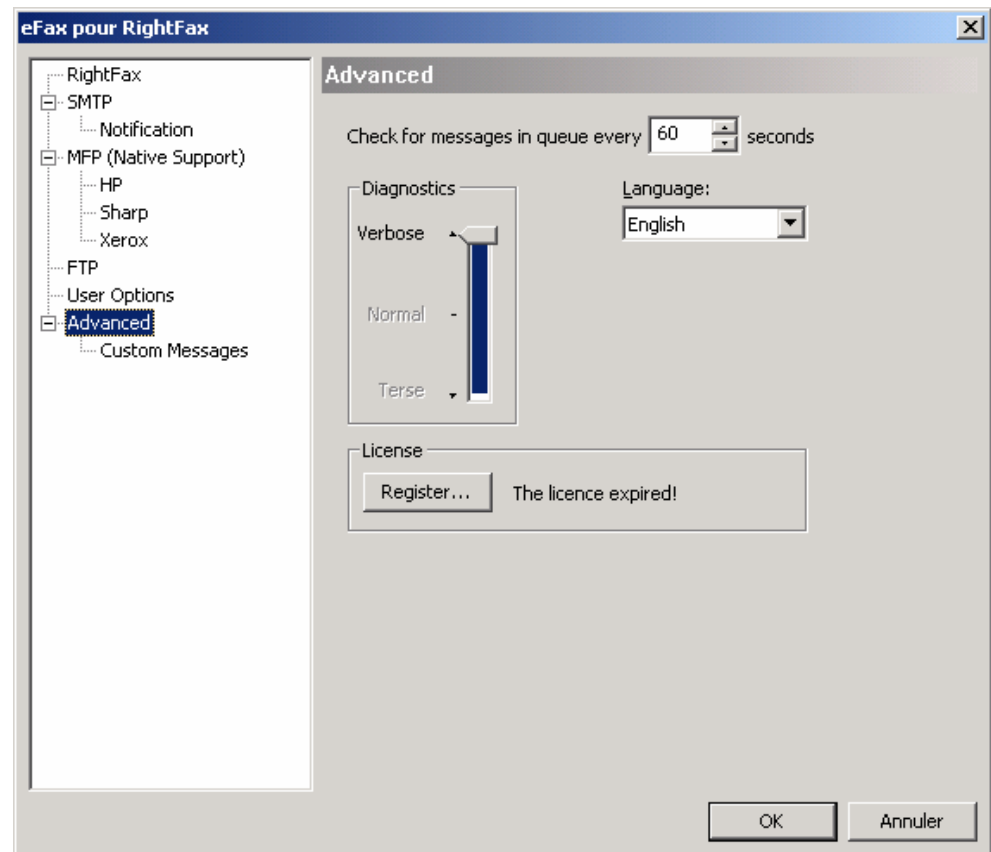 eFax pour RightFax
RightFax
SMTP
Notification
MFP (Native Support)
HP
Sharp
Xerox
FTP
User Options
Advanced
Custom Messages
Advanced
Check for messages in queue every 60 seconds
Diagnostics
Verbose
Normal
Terse
Language:
English
License
Register... The licence expired!
OK Annuler